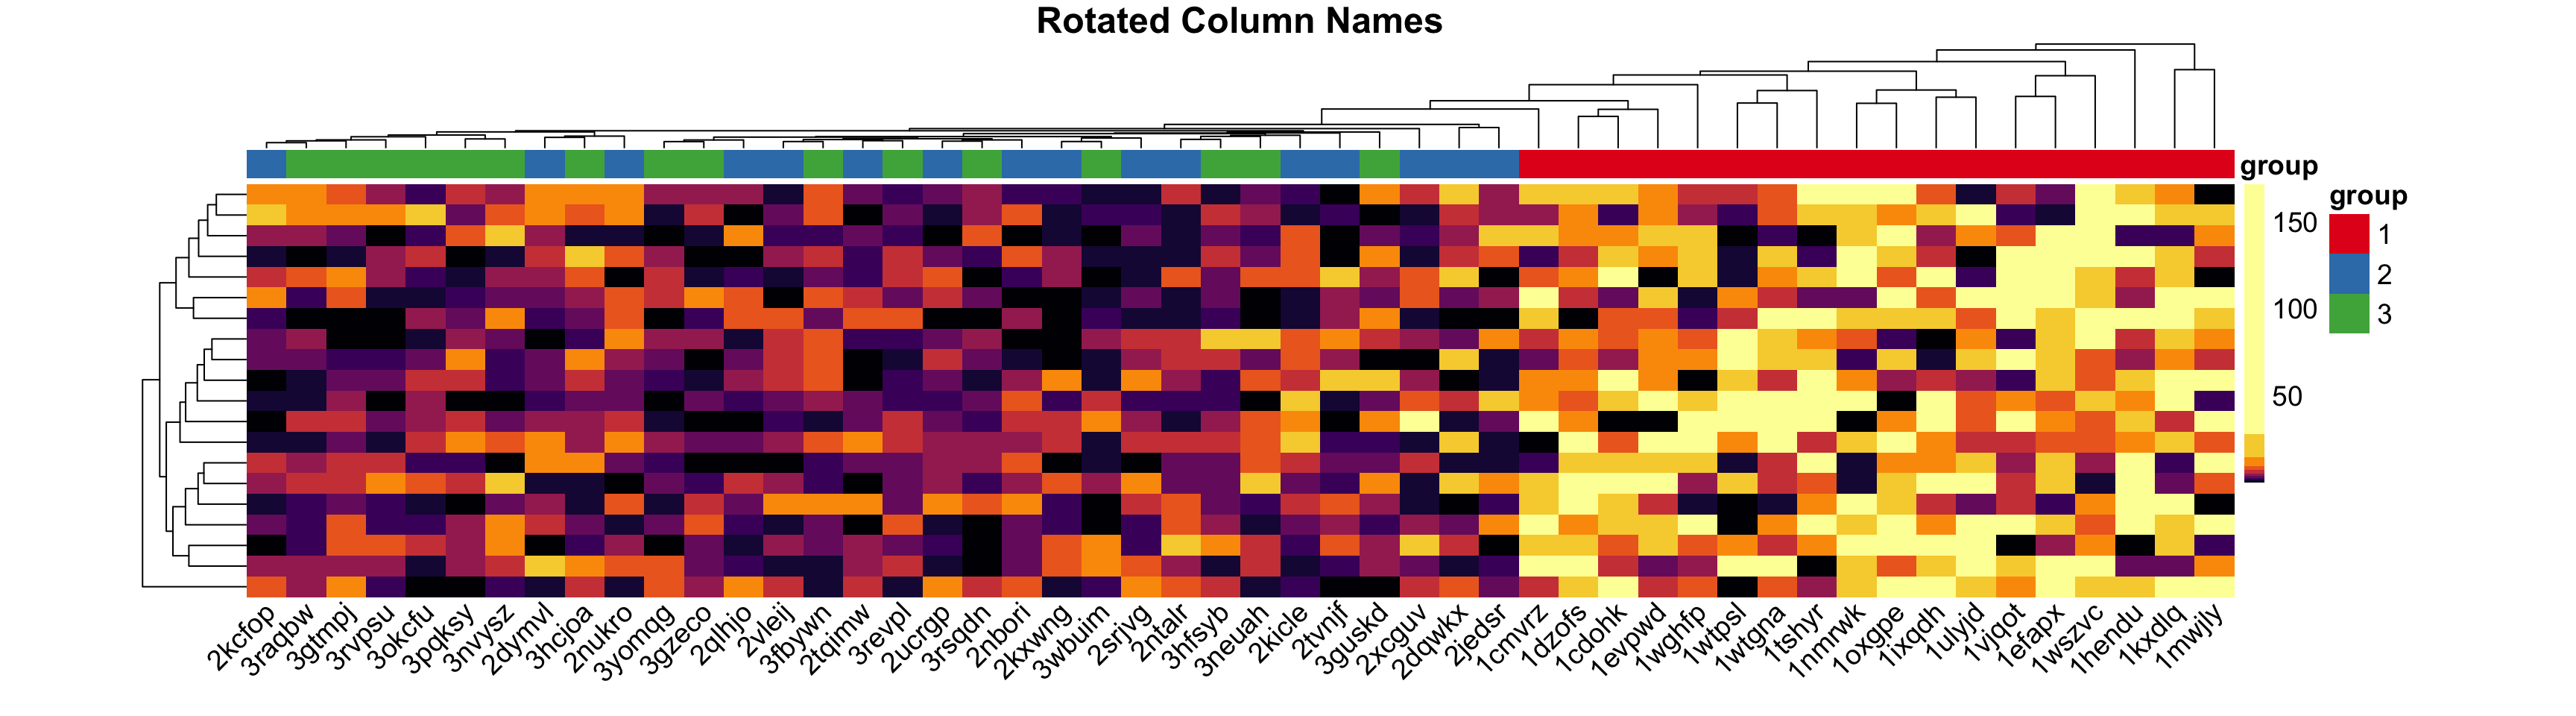 Rotated Column Names
group
150
100
50
group
1
2
3
2kcfop
3raqbw
3gtmpj
3rvpsu
3okcfu
3pqksy
3nvysz
2dymvl
3hcjoa
2nukro
3yomqg
3gzeco
2qlhjo
2vleij
3fbywn
2tqimw
3revpl
2ucrgp
3rsqdn
2nbori
2kxwng
3wbuim
2srjvg
2ntalr
3hfsyb
3neuah
2kicle
2tvnjf
3guskd
2xcguv
2dqwkx
2jedsr
1cmvrz
1dzofs
1cdohk
1evpwd
1wghfp
1wtpsl
1wtgna
1tshyr
1nmrwk
1oxgpe
1ixqdh
1ulyjd
1vjqot
1efapx
1wszvc
1hendu
1kxdlq
1mwjly